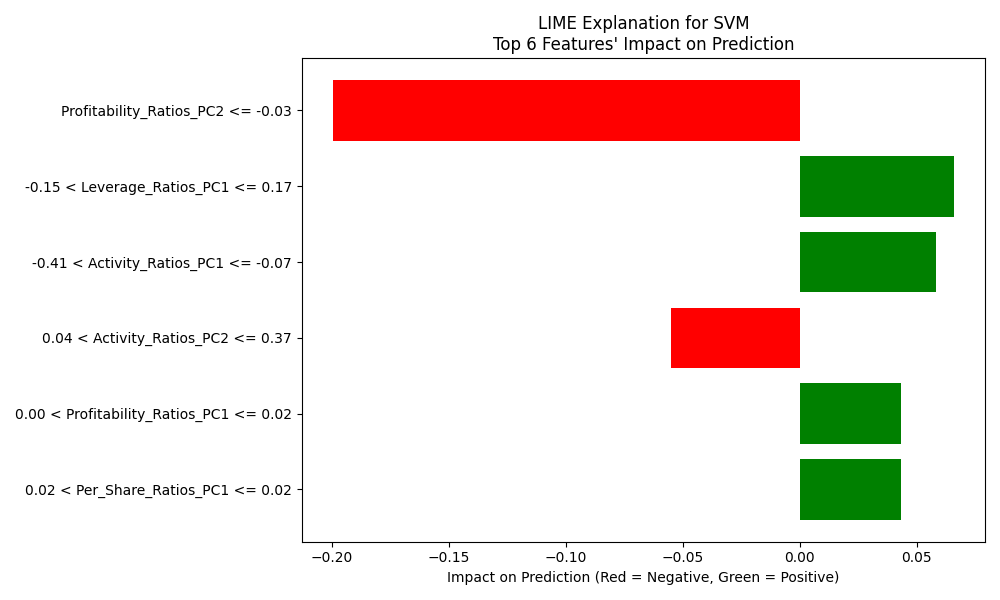 LIME Explanation for SVM
Top 6 Features' Impact on Prediction
Profitability_Ratios_PC2 <= -0.03
-0.15 < Leverage_Ratios_PC1 <= 0.17
-0.41 < Activity_Ratios_PC1 <= -0.07
0.04 < Activity_Ratios_PC2 <= 0.37
0.00 < Profitability_Ratios_PC1 <= 0.02
0.02 < Per_Share_Ratios_PC1 <= 0.02
−0.20 −0.15 −0.10 −0.05 0.00 0.05
Impact on Prediction (Red = Negative, Green = Positive)